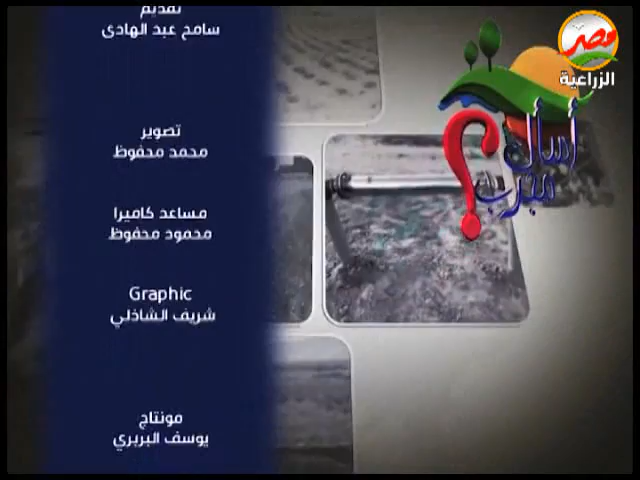 تقديم
سامح عبد الهادى
تصوير
محمد محفوظ
مساعد كاميرا
محمود محفوظ
Graphic
شريف الشاذلي
مونتاج
يوسف البربري
مصر
الزراعية
أسأل
مجرب
؟